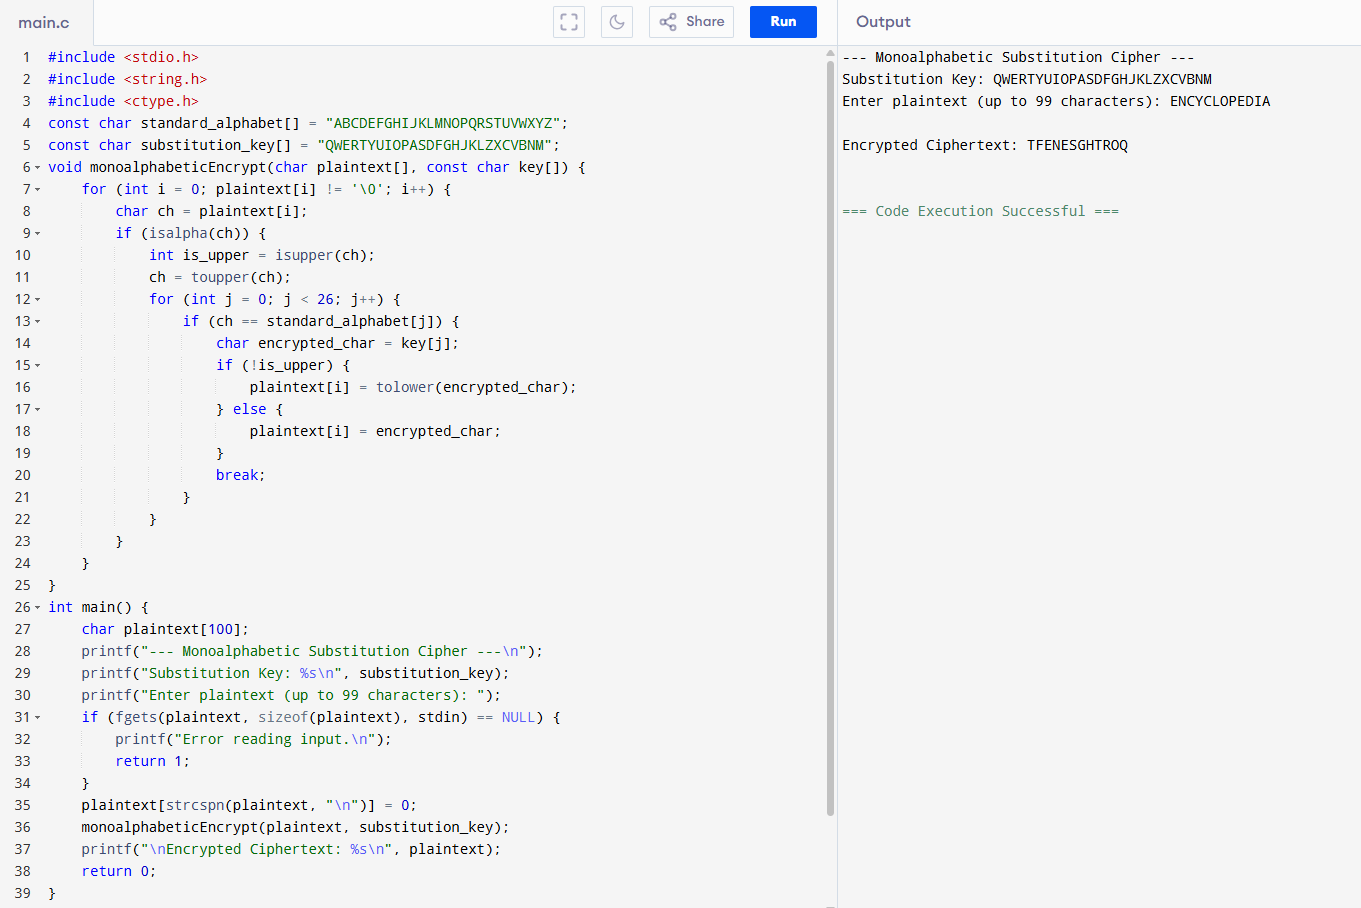 main.c
Share
Run
Output
1 #include <stdio.h>
2 #include <string.h>
3 #include <ctype.h>
4 const char standard_alphabet[] = "ABCDEFGHIJKLMNOPQRSTUVWXYZ";
5 const char substitution_key[] = "QWERTYUIOPASDFGHJKLZXCVBNM";
6 void monoalphabeticEncrypt(char plaintext[], const char key[]) {
7     for (int i = 0; plaintext[i] != '\0'; i++) {
8         char ch = plaintext[i];
9         if (isalpha(ch)) {
10             int is_upper = isupper(ch);
11             ch = toupper(ch);
12             for (int j = 0; j < 26; j++) {
13                 if (ch == standard_alphabet[j]) {
14                     char encrypted_char = key[j];
15                     if (!is_upper) {
16                         plaintext[i] = tolower(encrypted_char);
17                     } else {
18                         plaintext[i] = encrypted_char;
19                     }
20                     break;
21                 }
22             }
23         }
24     }
25 }
26 int main() {
27     char plaintext[100];
28     printf("--- Monoalphabetic Substitution Cipher ---\n");
29     printf("Substitution Key: %s\n", substitution_key);
30     printf("Enter plaintext (up to 99 characters): ");
31     if (fgets(plaintext, sizeof(plaintext), stdin) == NULL) {
32         printf("Error reading input.\n");
33         return 1;
34     }
35     plaintext[strcspn(plaintext, "\n")] = 0;
36     monoalphabeticEncrypt(plaintext, substitution_key);
37     printf("\nEncrypted Ciphertext: %s\n", plaintext);
38     return 0;
39 }
--- Monoalphabetic Substitution Cipher ---
Substitution Key: QWERTYUIOPASDFGHJKLZXCVBNM
Enter plaintext (up to 99 characters): ENCYCLOPEDIA
Encrypted Ciphertext: TFENESGHTROQ
=== Code Execution Successful ===